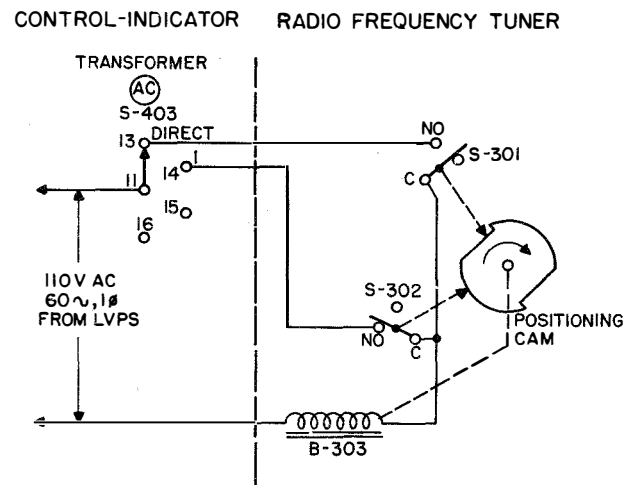 CONTROL-INDICATOR
RADIO FREQUENCY TUNER
TRANSFORMER
AC
S-403
13 DIRECT
NO
S-301
14
1
C
11
15
16
110V AC
60~, 1ø
FROM LVPS
S-302
NO
C
POSITIONING
CAM
B-303